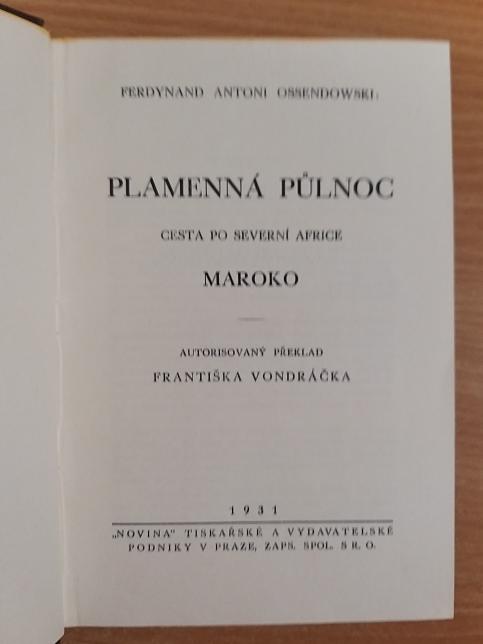 FERDYNAND ANTONI OSSENDOWSKI:
PLAMENNÁ PŮLNOC
CESTA PO SEVERNÍ AFRICE
MAROKO
AUTORISOVANÝ PŘEKLAD
FRANTIŠKA VONDRÁČKA
1931
„NOVINA" TISKAŘSKÉ A VYDAVATELSKÉ
PODNIKY V PRAZE, ZAPS. SPOL. S R. O.